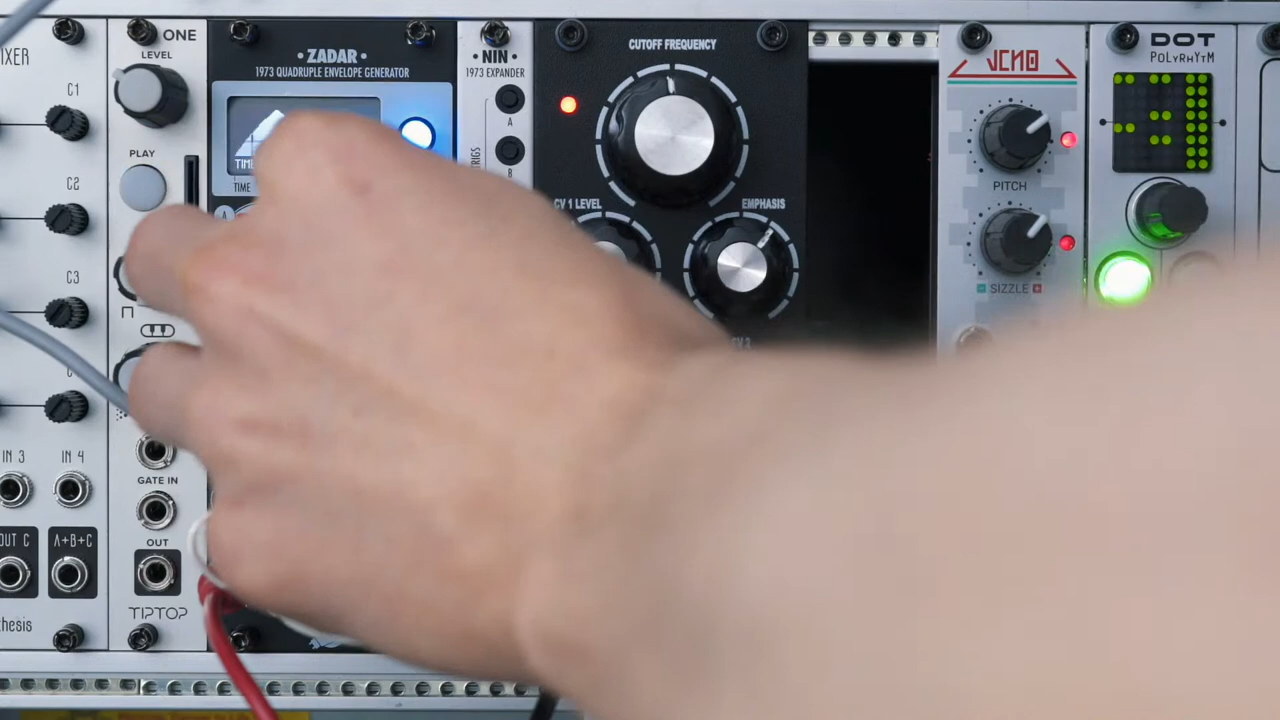 IXER
C1
C2
C3
IN 3
IN 4
OUT C
A+B+C
thesis
ONE
LEVEL
PLAY
GATE IN
OUT
TIPTOP
• ZADAR •
1973 QUADRUPLE ENVELOPE GENERATOR
TIME
A
• NIN •
1973 EXPANDER
A
B
RIGS
CUTOFF FREQUENCY
CV 1 LEVEL
EMPHASIS
PITCH
SIZZLE
DOT
POLYRHYTM